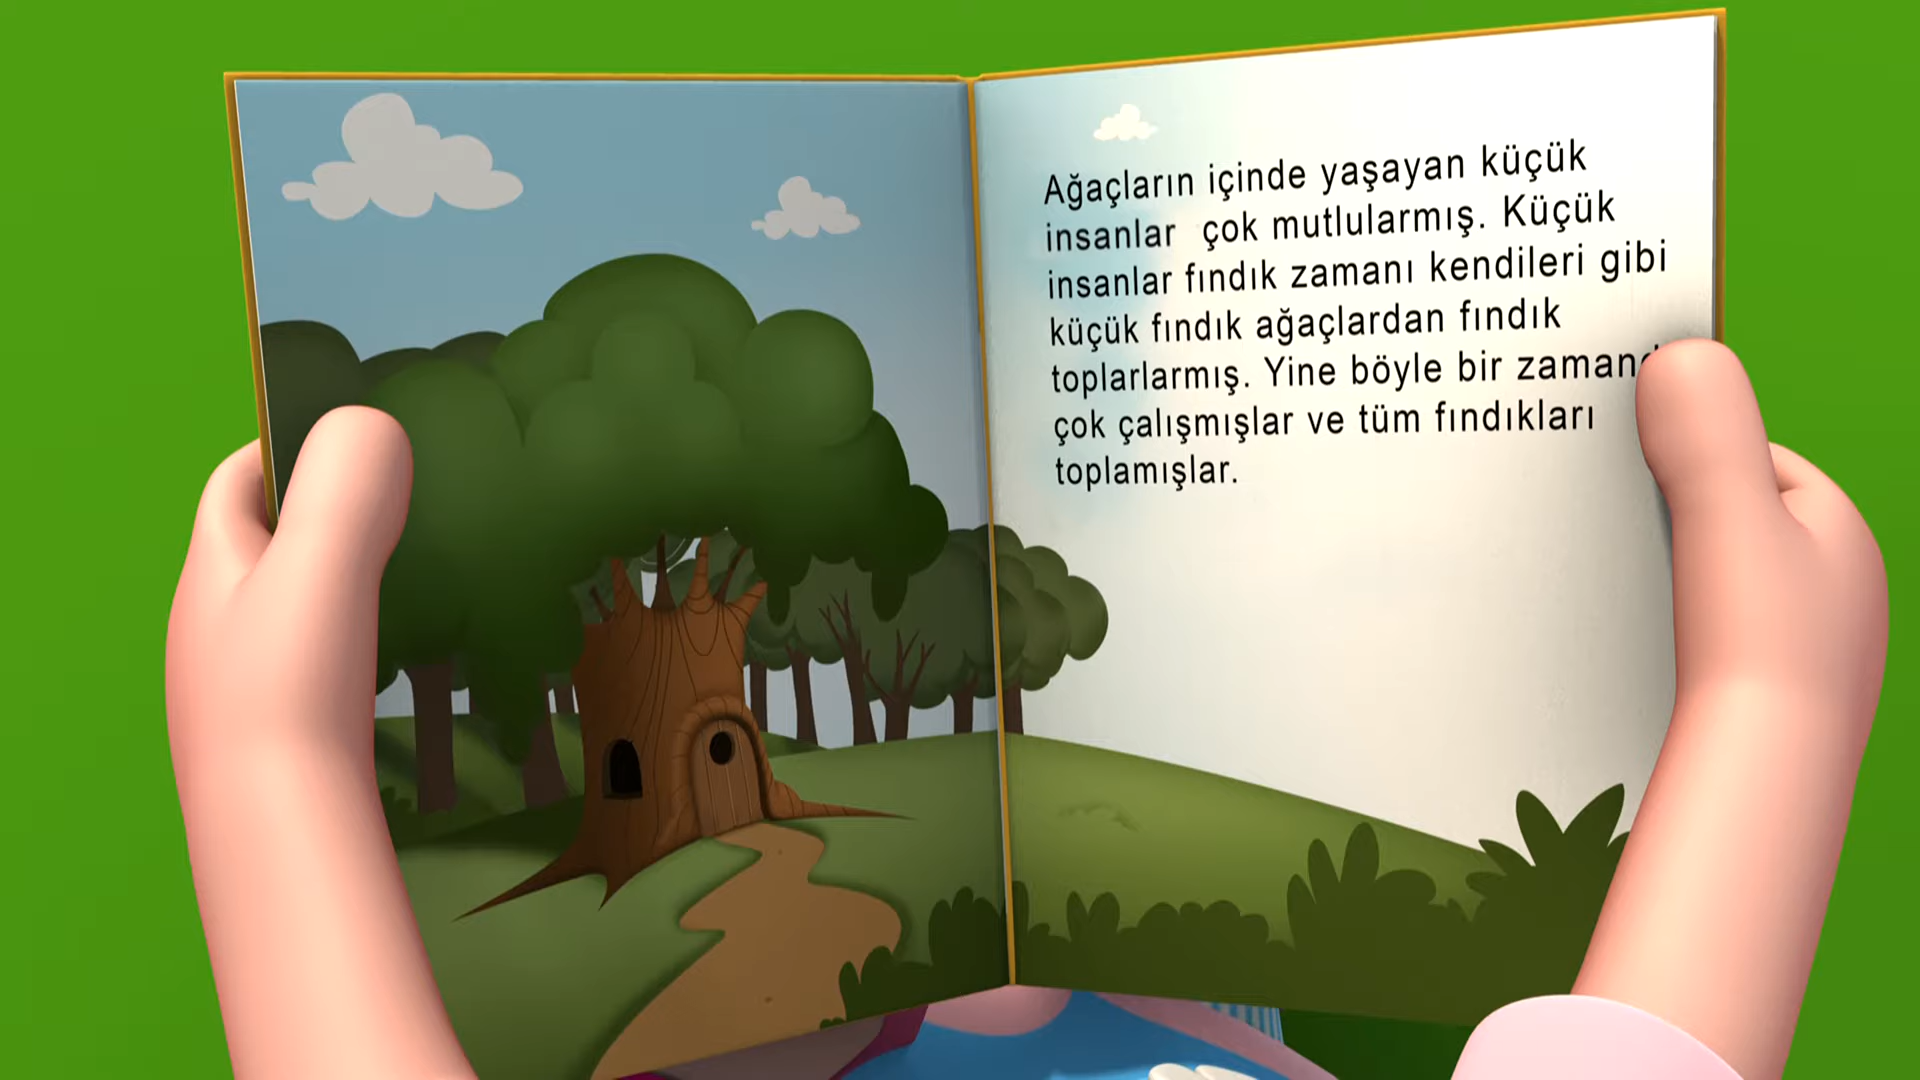 Ağaçların içinde yaşayan küçük
insanlar çok mutlularmış. Küçük
insanlar fındık zamanı kendileri gibi
küçük fındık ağaçlardan fındık
toplarlarmış. Yine böyle bir
çok çalışmışlar ve tüm fındıkları
toplamışlar.